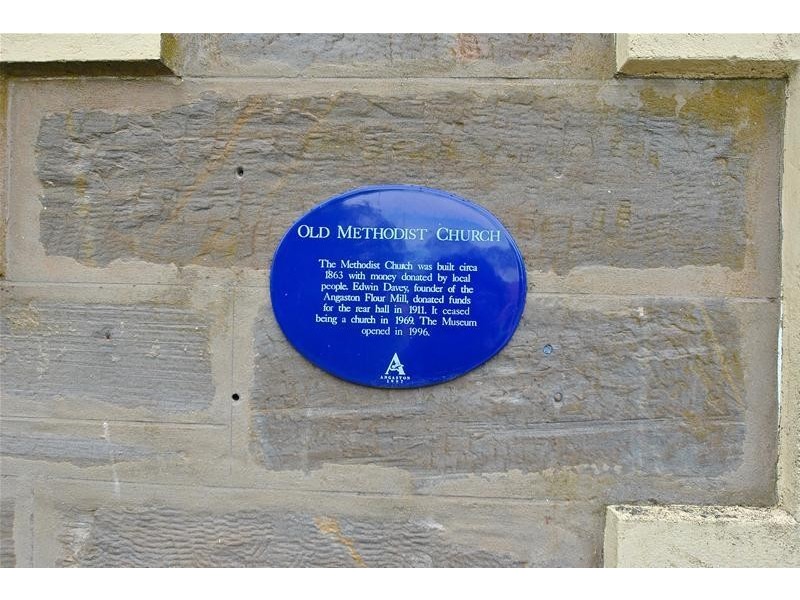 OLD METHODIST CHURCH
The Methodist Church was built circa
1863 with money donated by local
people. Edwin Davey, founder of the
Angaston Flour Mill, donated funds
for the rear hall in 1911. It ceased
being a church in 1969. The Museum
opened in 1996.
A
ANGASTON